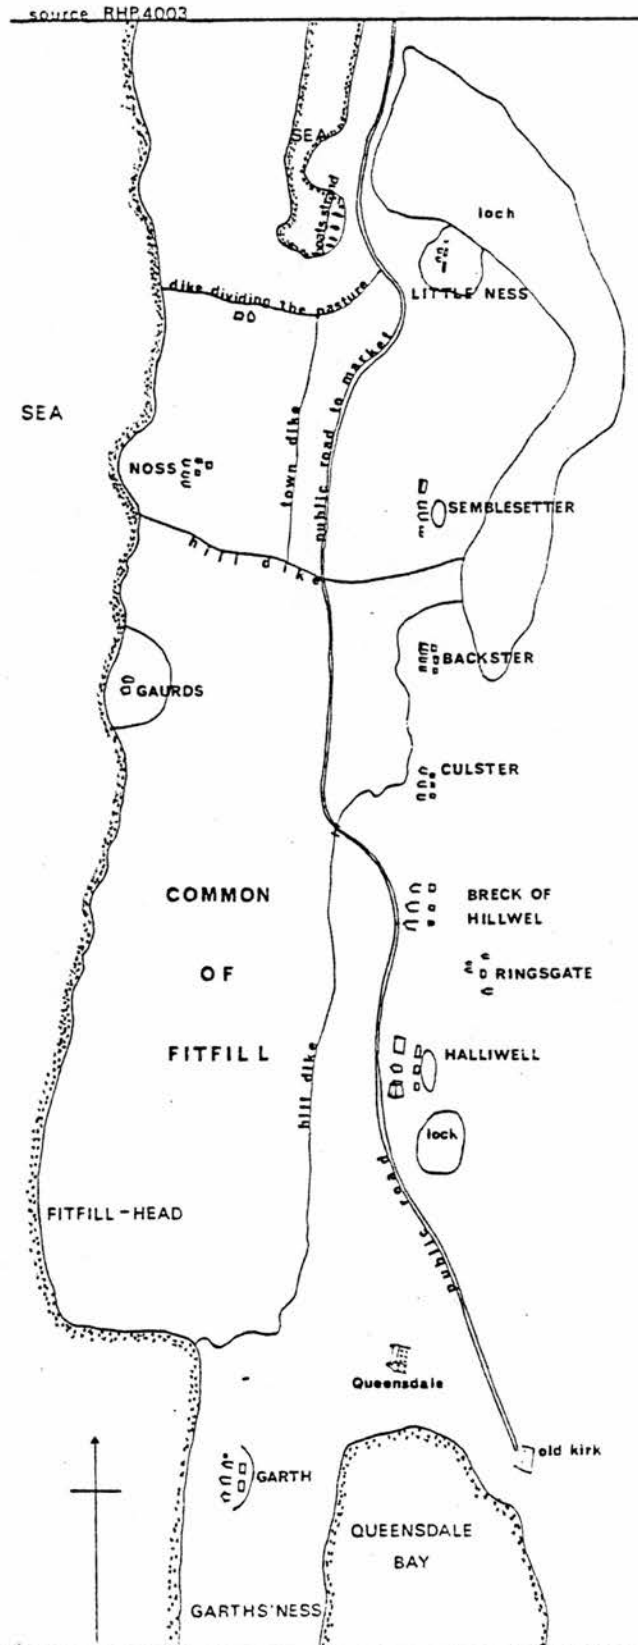 source RHP.4003
SEA
boats strand
loch
LITTLE NESS
dike dividing the pasture
public road to market
town dike
SEA
NOSS
SEMBLESETTER
hill dike
BACKSTER
GAURDS
CULSTER
COMMON
OF
FITFILL
BRECK OF
HILLWEL
RINGSGATE
HALLIWELL
hill dike
loch
public road
FITFILL-HEAD
Queensdale
old kirk
GARTH
QUEENSDALE
BAY
GARTHS'NESS